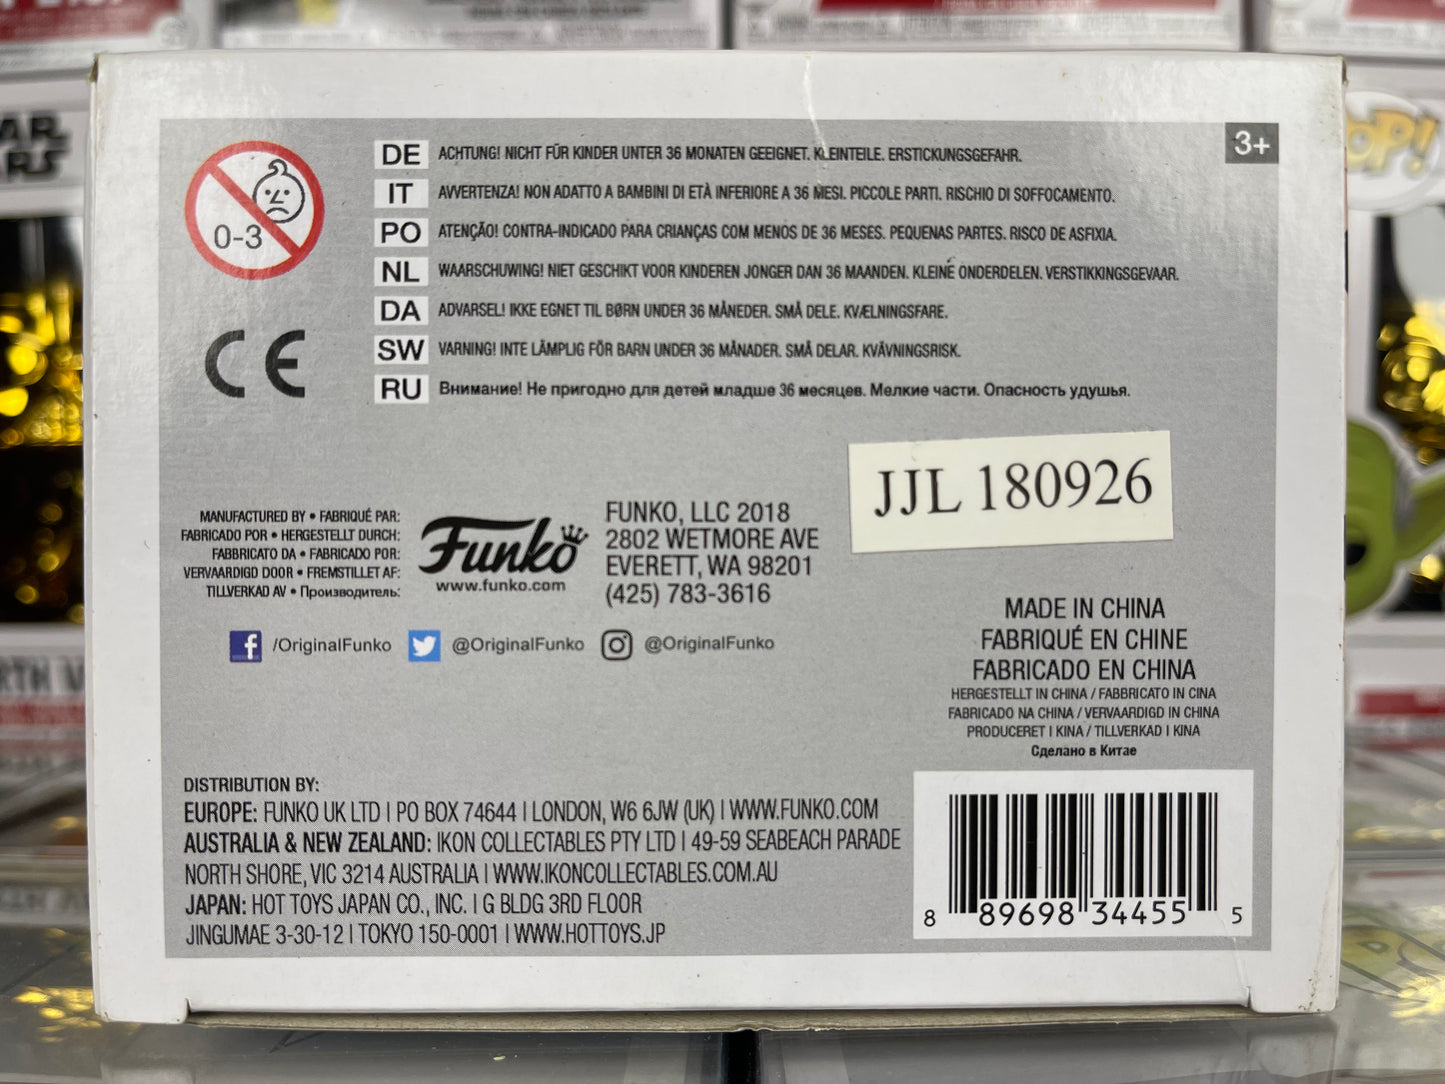 3+
0-3
DE ACHTUNG! NICHT FÜR KINDER UNTER 36 MONATEN GEEIGNET. KLEINTEILE. ERSTICKUNGSGEFAHR.
IT AVVERTENZA! NON ADATTO A BAMBINI DI ETÀ INFERIORE A 36 MESI. PICCOLE PARTI. RISCHIO DI SOFFOCAMENTO.
PO ATENÇÃO! CONTRA-INDICADO PARA CRIANÇAS COM MENOS DE 36 MESES. PEQUENAS PARTES. RISCO DE ASFIXIA.
NL WAARSCHUWING! NIET GESCHIKT VOOR KINDEREN JONGER DAN 36 MAANDEN. KLEINE ONDERDELEN. VERSTIKKINGSGEVAAR.
DA ADVARSEL! IKKE EGNET TIL BØRN UNDER 36 MÅNEDER. SMÅ DELE. KVÆLNINGSFARE.
SW VARNING! INTE LÄMPLIG FÖR BARN UNDER 36 MÅNADER. SMÅ DELAR. KVÄVNINGSRISK.
RU Внимание! Не пригодно для детей младше 36 месяцев. Мелкие части. Опасность удушья.
CE
JJL 180926
MANUFACTURED BY • FABRIQUÉ PAR:
FABRICADO POR • HERGESTELLT DURCH:
FABBRICATO DA • FABRICADO POR:
VERVAARDIGD DOOR • FREMSTILLET AF:
TILLVERKAD AV • Производитель:
Funko
www.funko.com
FUNKO, LLC 2018
2802 WETMORE AVE
EVERETT, WA 98201
(425) 783-3616
f /OriginalFunko @OriginalFunko @OriginalFunko
MADE IN CHINA
FABRIQUÉ EN CHINE
FABRICADO EN CHINA
HERGESTELLT IN CHINA / FABBRICATO IN CINA
FABRICADO NA CHINA / VERVAARDIGD IN CHINA
PRODUCERET I KINA / TILLVERKAD I KINA
Сделано в Китае
DISTRIBUTION BY:
EUROPE: FUNKO UK LTD | PO BOX 74644 | LONDON, W6 6JW (UK) | WWW.FUNKO.COM
AUSTRALIA & NEW ZEALAND: IKON COLLECTABLES PTY LTD | 49-59 SEABEACH PARADE
NORTH SHORE, VIC 3214 AUSTRALIA | WWW.IKONCOLLECTABLES.COM.AU
JAPAN: HOT TOYS JAPAN CO., INC. | G BLDG 3RD FLOOR
JINGUMAE 3-30-12 | TOKYO 150-0001 | WWW.HOTTOYS.JP
8 89698 34455 5